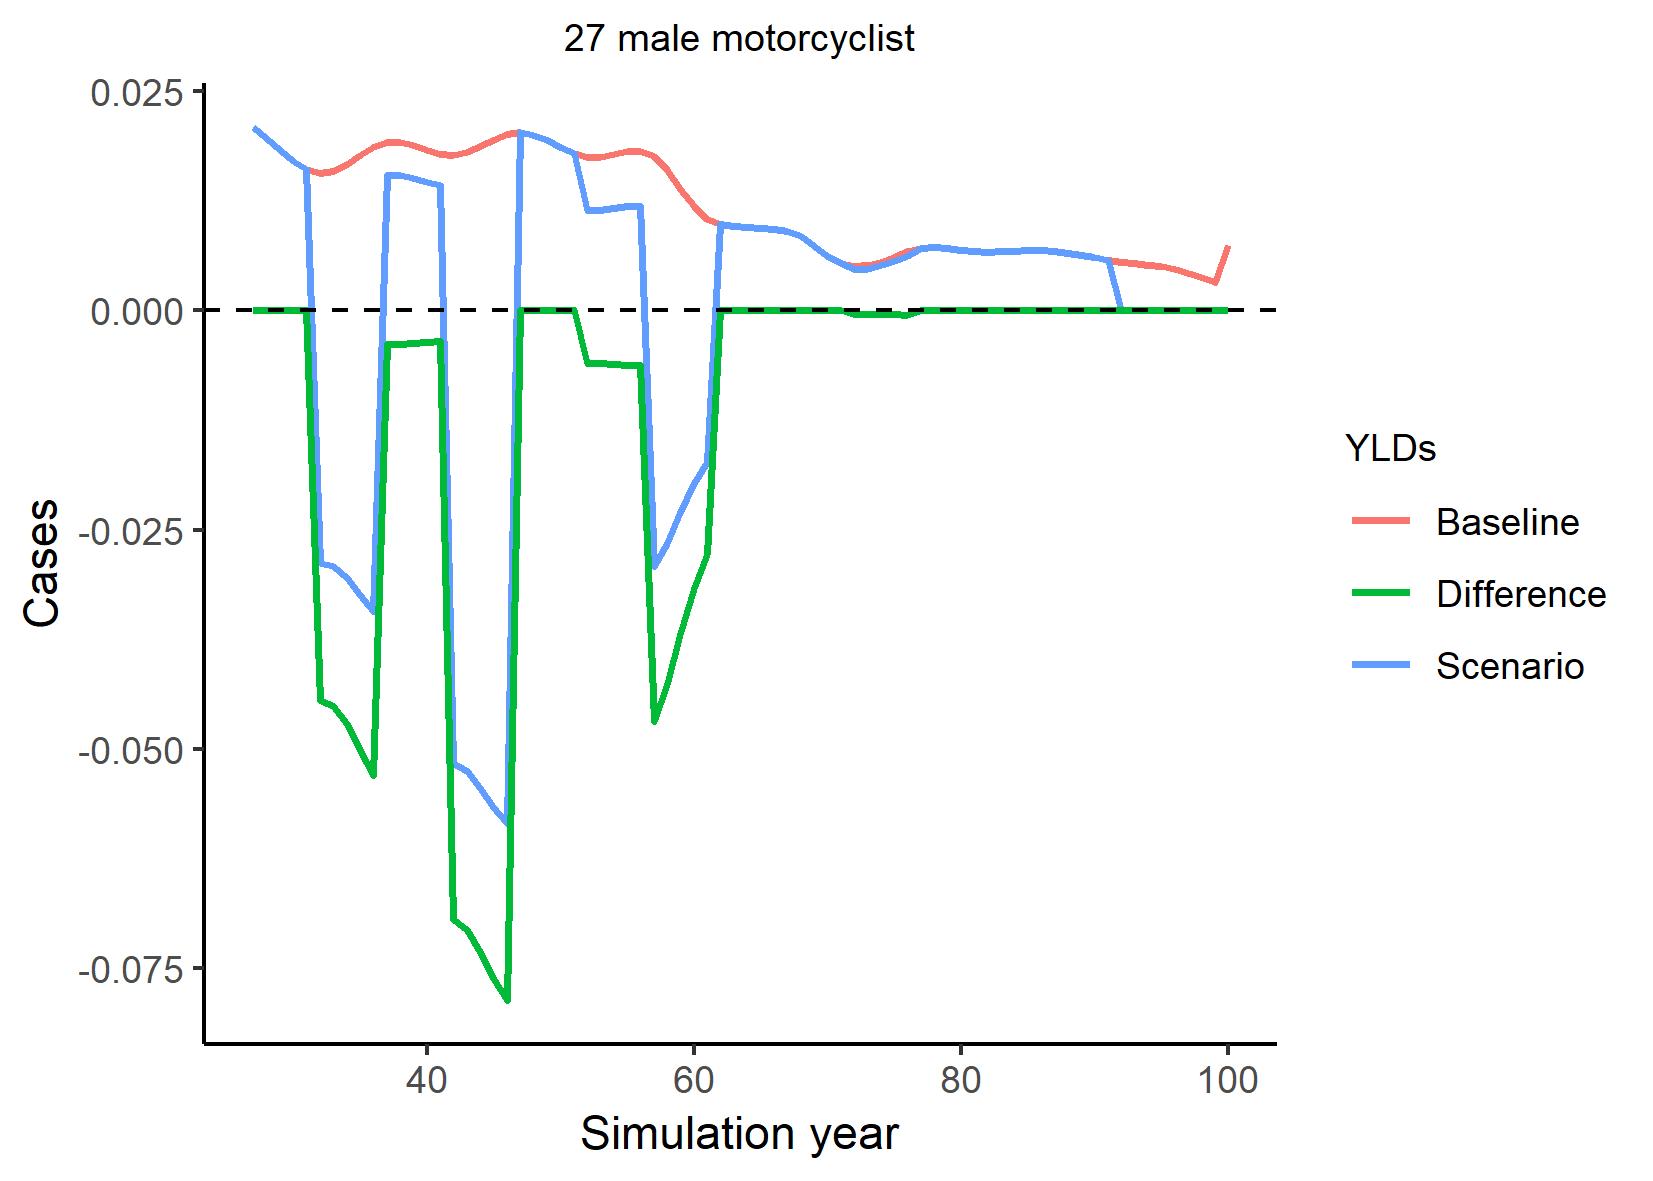 27 male motorcyclist
0.025
0.000
-0.025
-0.050
-0.075
Cases
40 60 80 100
Simulation year
YLDs
Baseline
Difference
Scenario